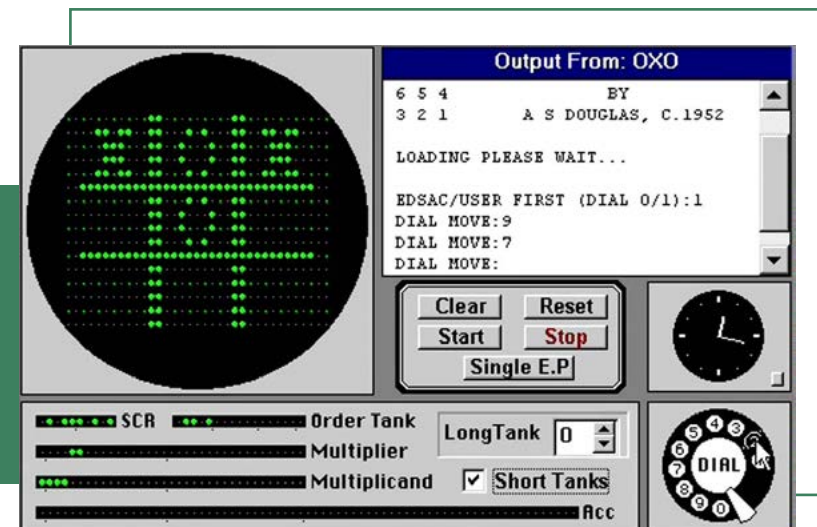 Output From: OXO
6 5 4 BY
3 2 1 A S DOUGLAS, C.1952
LOADING PLEASE WAIT...
EDSAC/USER FIRST (DIAL 0/1):1
DIAL MOVE:9
DIAL MOVE:7
DIAL MOVE:
Clear Reset
Start Stop
Single E.P
SCR Order Tank
Multiplier
Multiplicand
Acc
LongTank 0
Short Tanks
5 4 3
6
7 DIAL
8
9 0